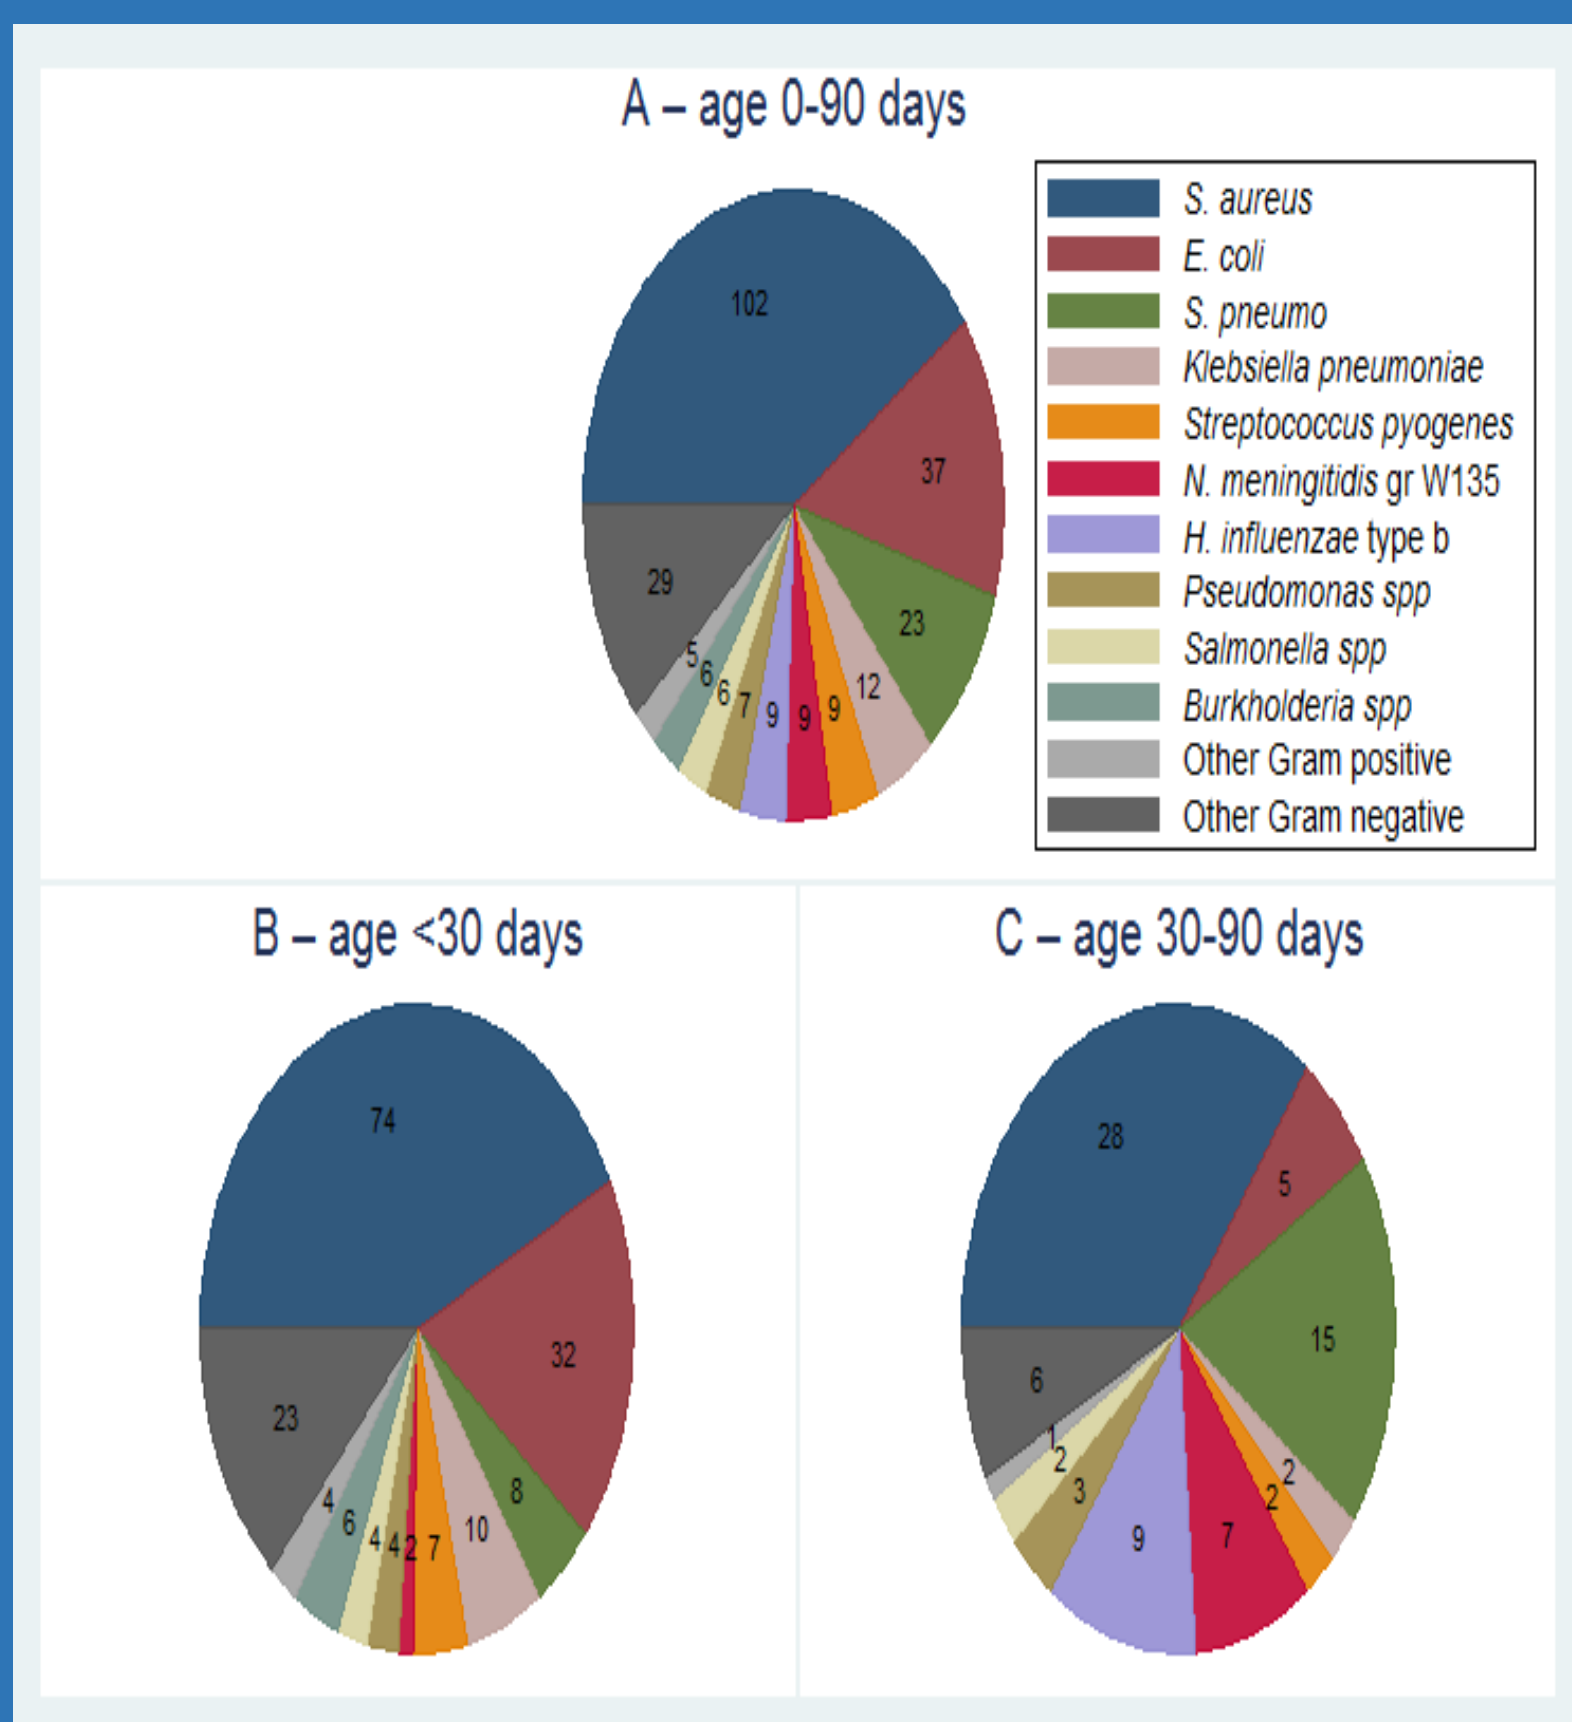 A – age 0-90 days
102
37
23
12
9
9
9
7
6
6
5
29
S. aureus
E. coli
S. pneumo
Klebsiella pneumoniae
Streptococcus pyogenes
N. meningitidis gr W135
H. influenzae type b
Pseudomonas spp
Salmonella spp
Burkholderia spp
Other Gram positive
Other Gram negative
B – age <30 days
74
32
8
10
7
2
4
4
6
4
23
C – age 30-90 days
28
5
15
2
2
7
9
3
2
1
6